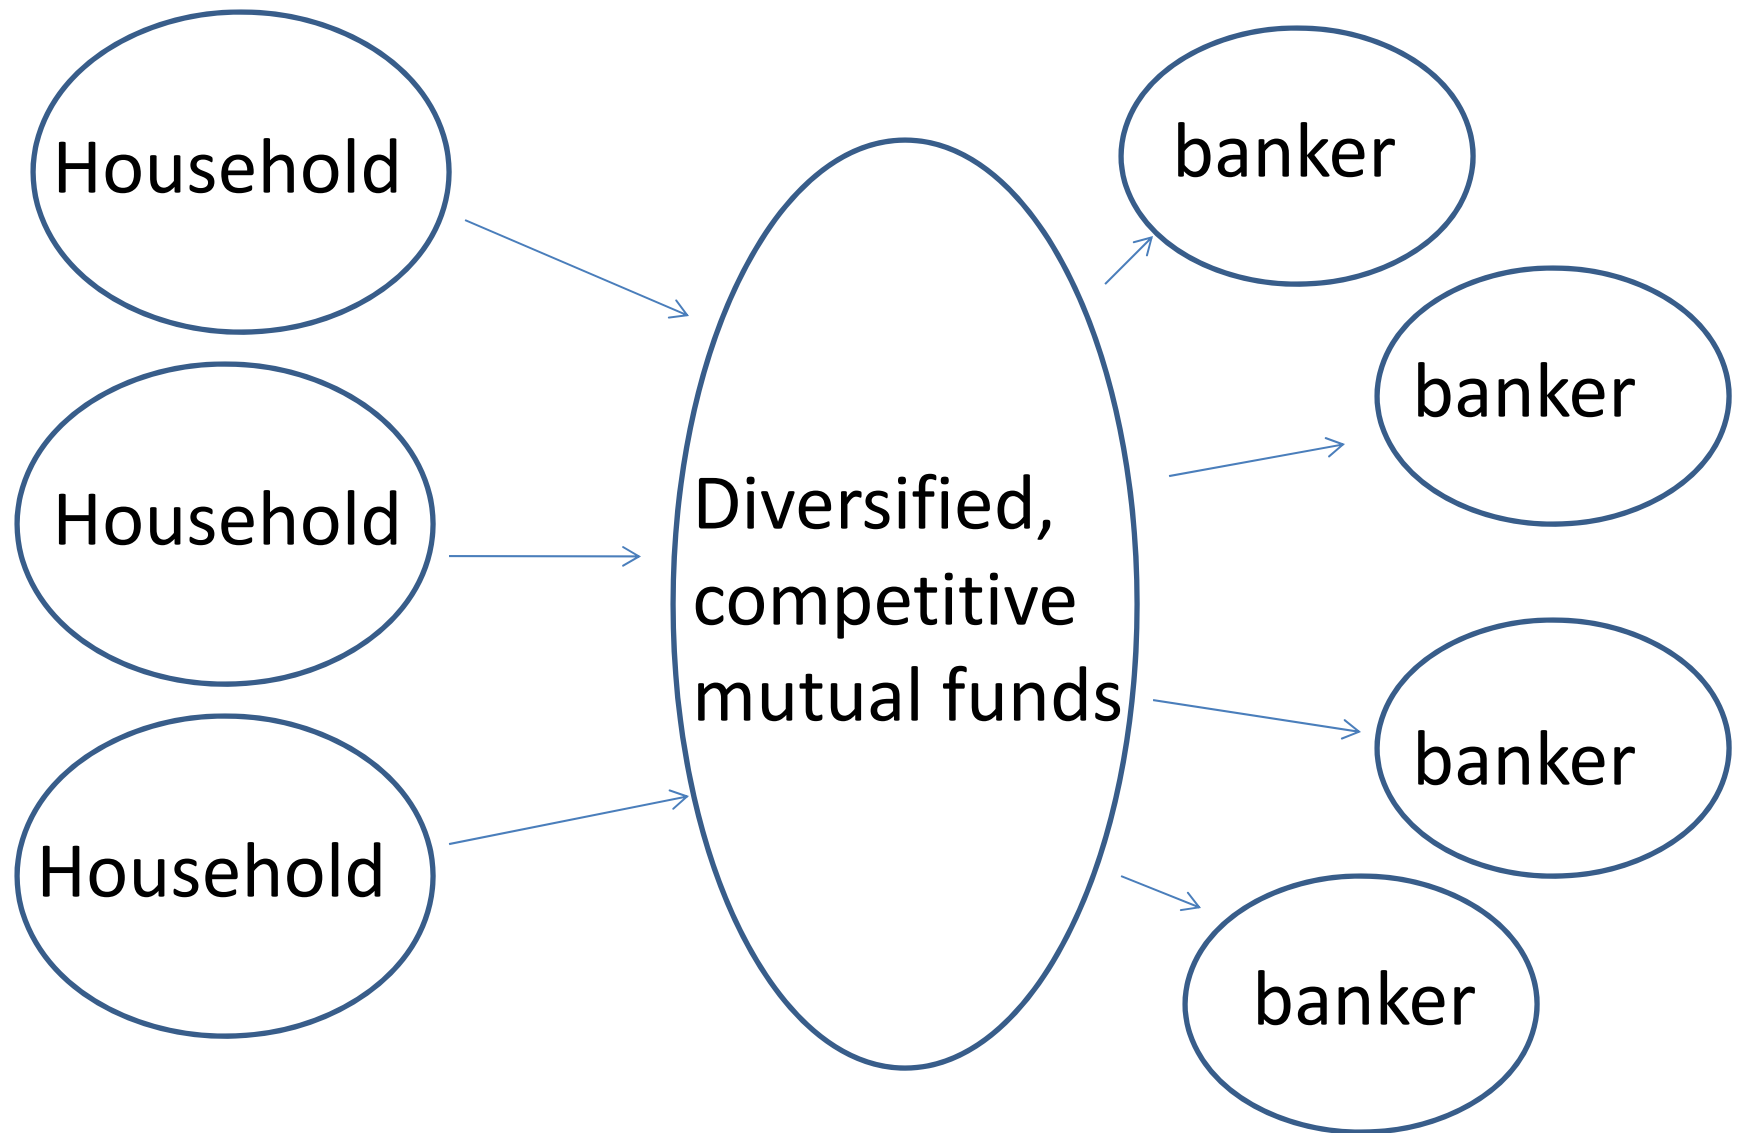 Household
Household
Household
Diversified,
competitive
mutual funds
banker
banker
banker
banker